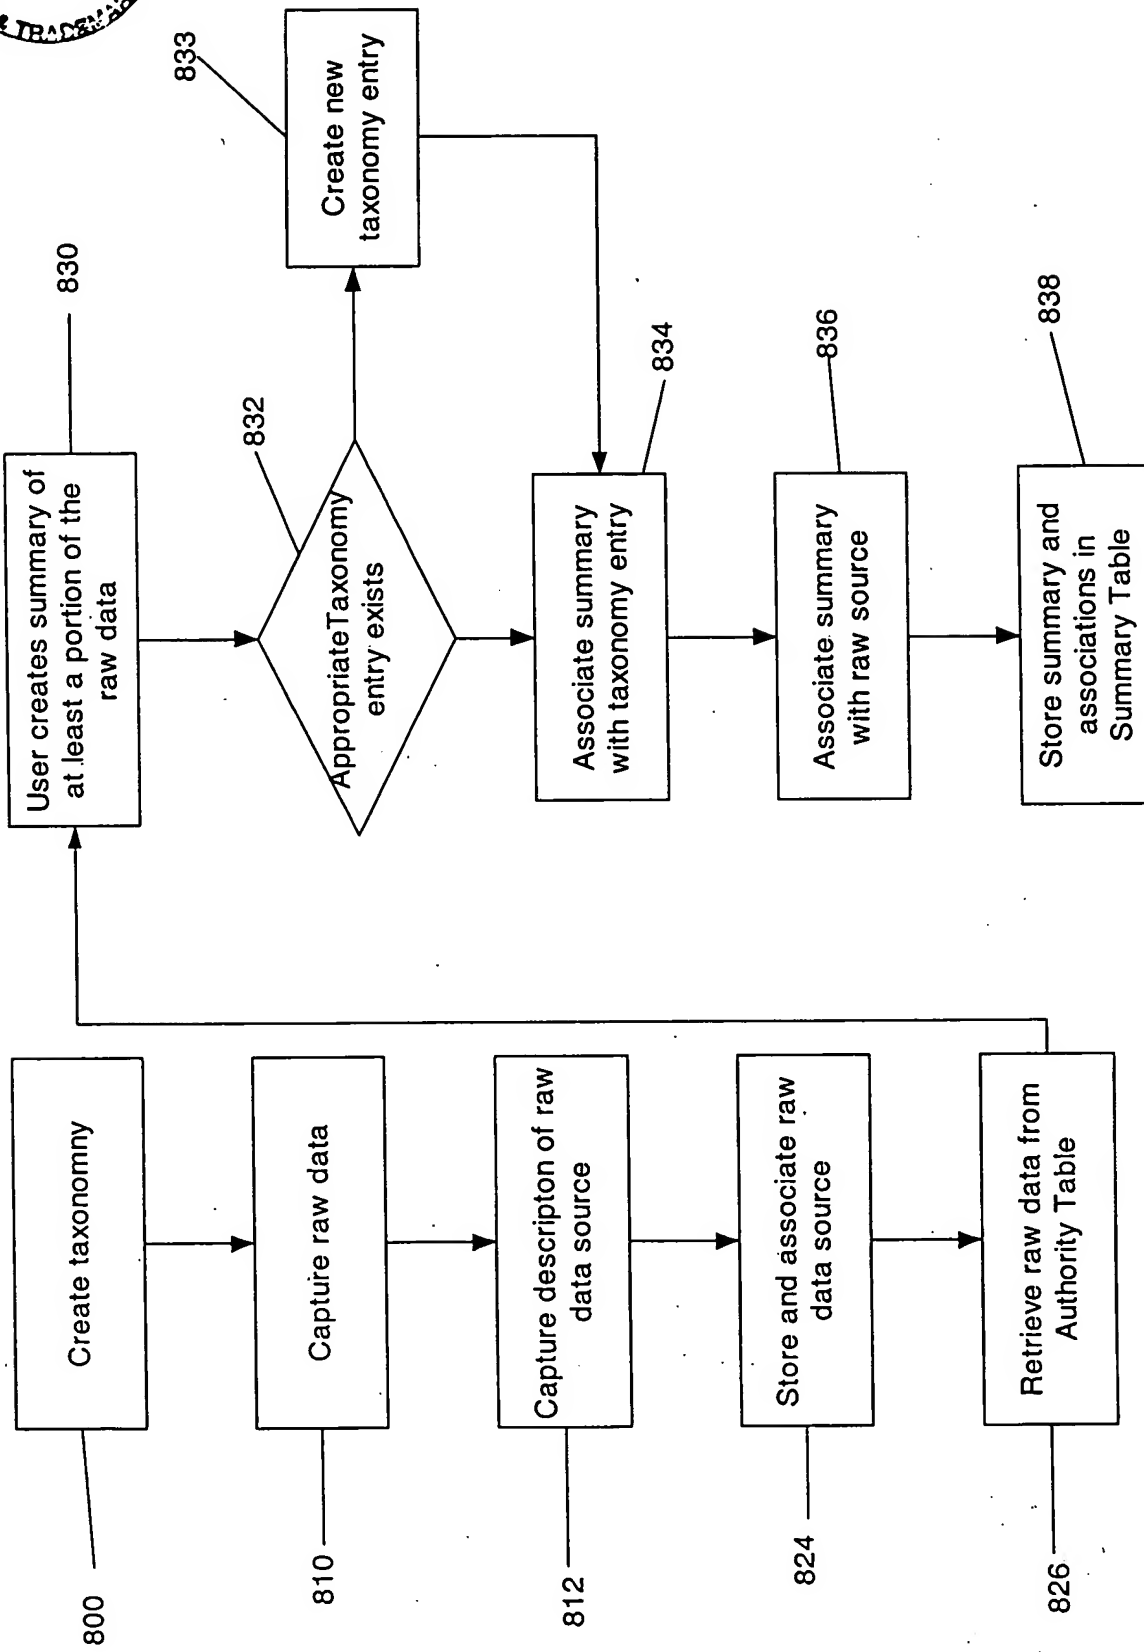 & TRADEMA
800
Create taxonomny
810
Capture raw data
812
Capture descripton of raw
data source
824
Store and associate raw
data source
826
Retrieve raw data from
Authority Table
User creates summary of
at least a portion of the
raw data
830
AppropriateTaxonomy
entry exists
832
Create new
taxonomy entry
833
Associate summary
with taxonomy entry
834
Associate summary
with raw source
836
Store summary and
associations in
Summary Table
838